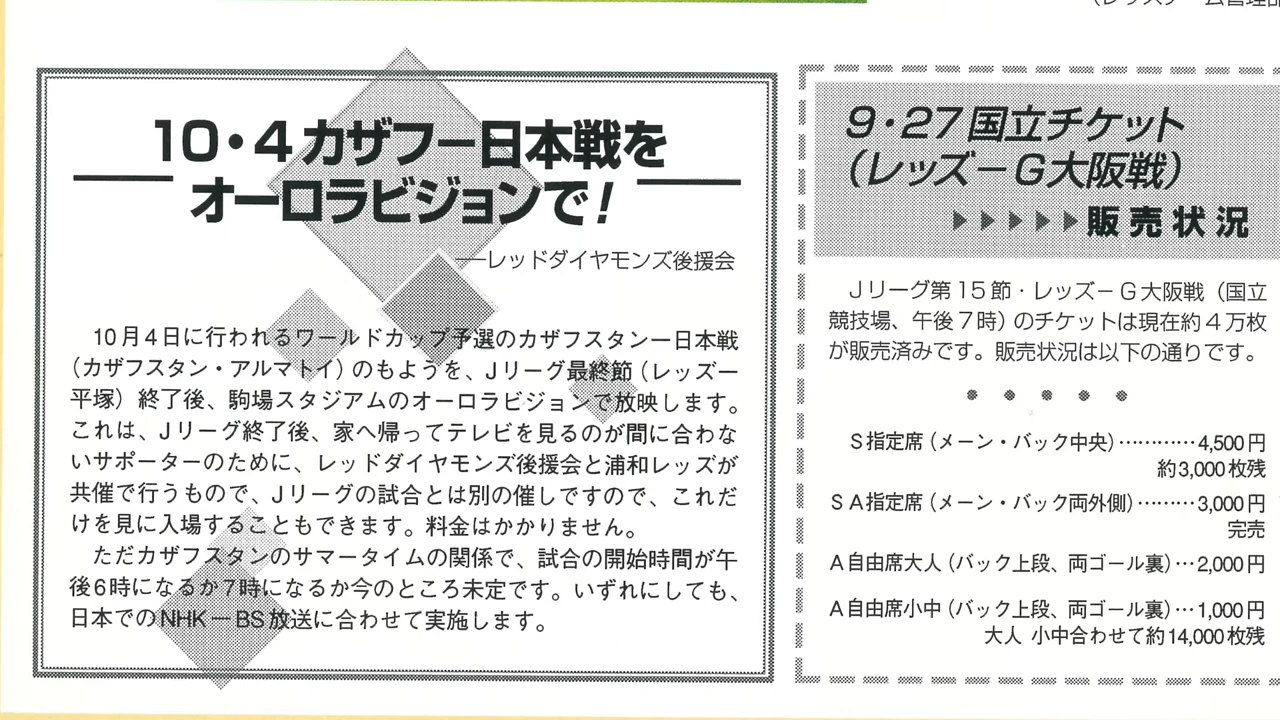 10・4カザフー日本戦を
オーロラビジョンで!
―レッドダイヤモンズ後援会
10月4日に行われるワールドカップ予選のカザフスタンー日本戦
（カザフスタン・アルマトイ）のもようを、Jリーグ最終節（レッズー
平塚）終了後、駒場スタジアムのオーロラビジョンで放映します。
これは、Jリーグ終了後、家へ帰ってテレビを見るのが間に合わな
いサポーターのために、レッドダイヤモンズ後援会と浦和レッズが
共催で行うもので、Jリーグの試合とは別の催しですので、これだ
けを見に入場することもできます。料金はかかりません。
ただカザフスタンのサマータイムの関係で、試合の開始時間が午
後6時になるか7時になるか今のところ未定です。いずれにしても、
日本でのNHK―BS放送に合わせて実施します。
9・27国立チケット
（レッズ－G大阪戦）
販売状況
Jリーグ第15節・レッズ－G大阪戦（国立
競技場、午後7時）のチケットは現在約4万枚
が販売済みです。販売状況は以下の通りです。
S指定席（メーン・バック中央）…………4,500円
約3,000枚残
SA指定席（メーン・バック両外側）………3,000円
完売
A自由席大人（バック上段、両ゴール裏）…2,000円
A自由席小中（バック上段、両ゴール裏）…1,000円
大人 小中合わせて約14,000枚残